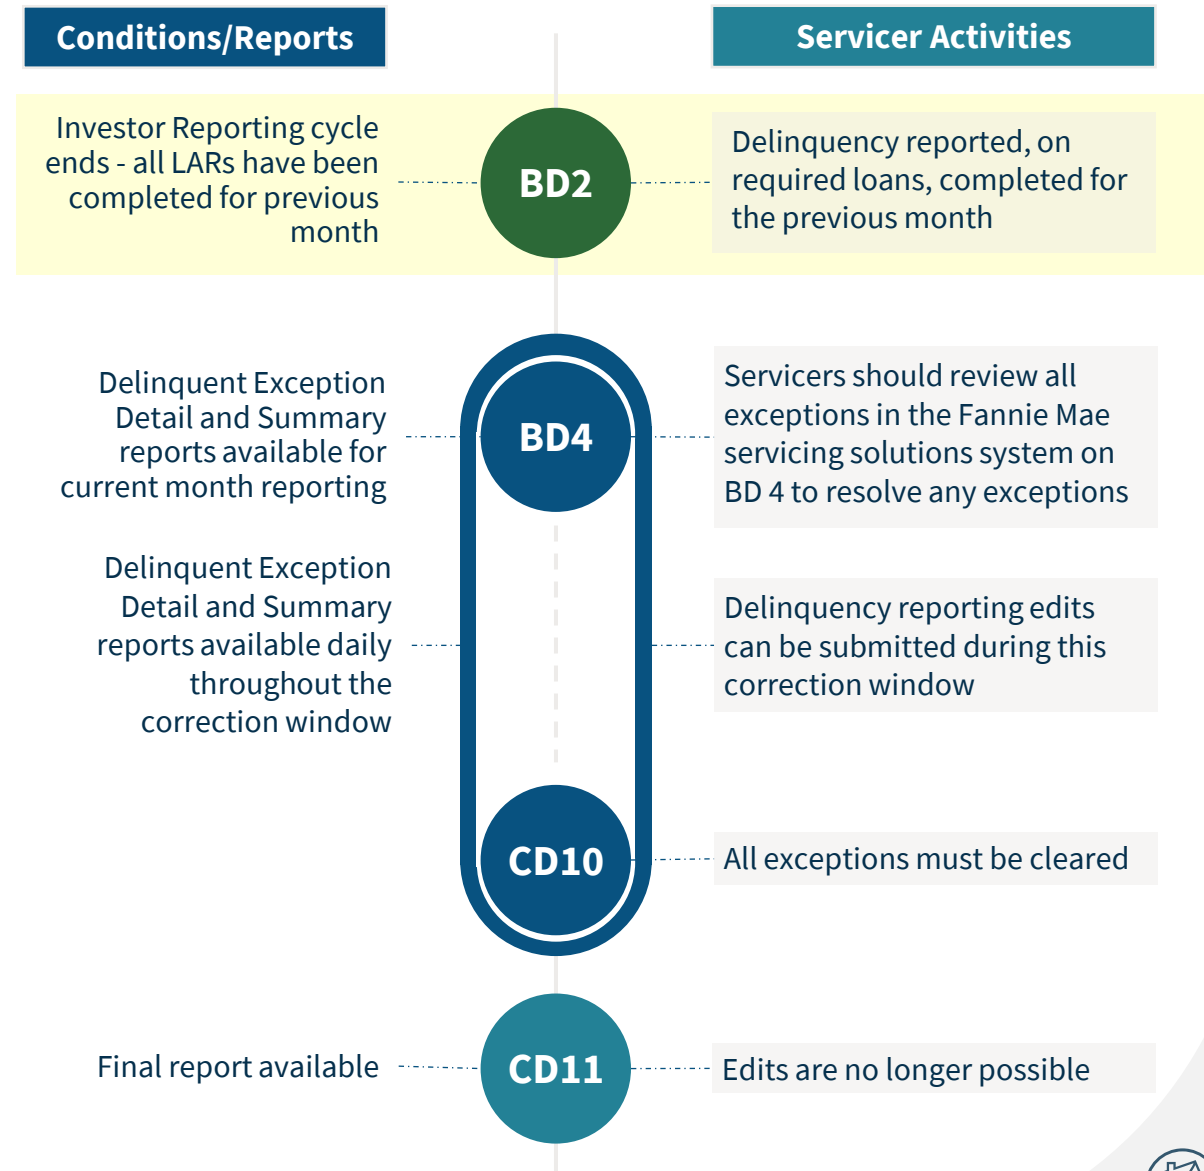 Conditions/Reports
Servicer Activities
Investor Reporting cycle
ends - all LARs have been
completed for previous
month
BD2
Delinquency reported, on
required loans, completed for
the previous month
Delinquent Exception
Detail and Summary
reports available for
current month reporting
BD4
Servicers should review all
exceptions in the Fannie Mae
servicing solutions system on
BD 4 to resolve any exceptions
Delinquent Exception
Detail and Summary
reports available daily
throughout the
correction window
Delinquency reporting edits
can be submitted during this
correction window
CD10
All exceptions must be cleared
Final report available
CD11
Edits are no longer possible